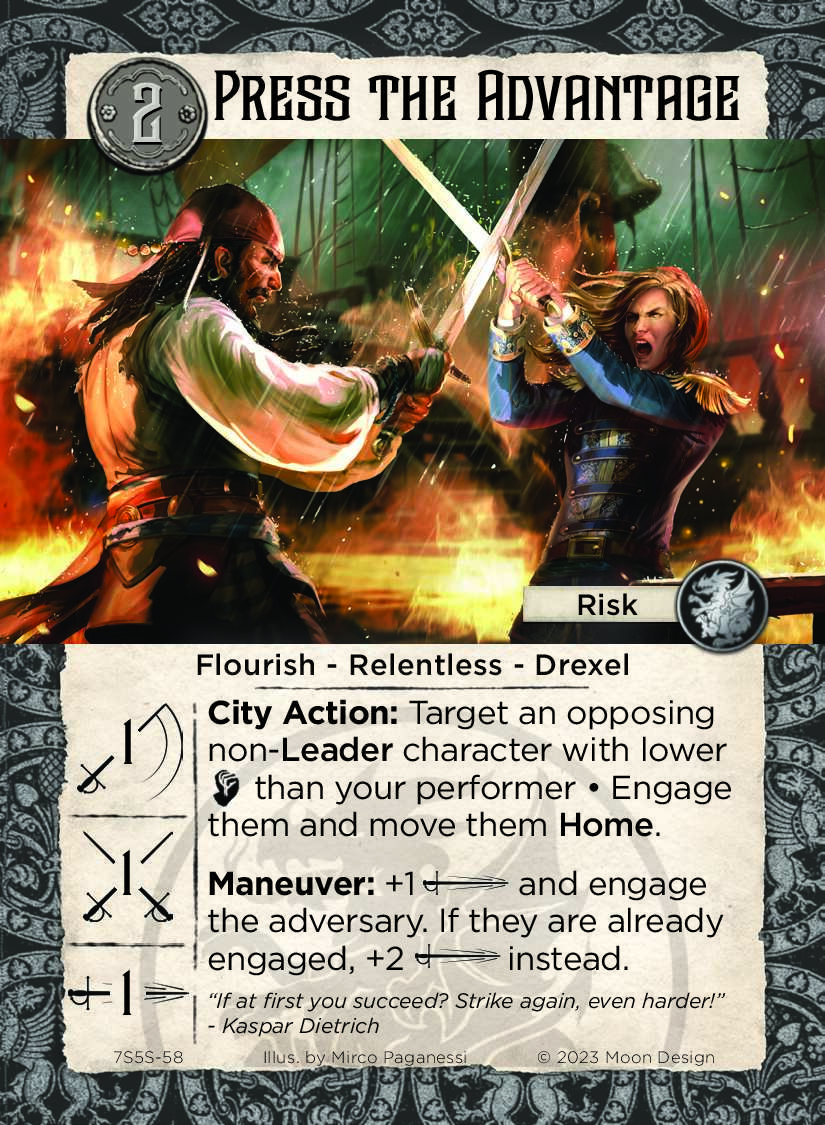 2
PRESS THE ADVANTAGE
Risk
Flourish - Relentless - Drexel
1
1
1
City Action: Target an opposing
non-Leader character with lower
than your performer • Engage
them and move them Home.
Maneuver: +1 and engage
the adversary. If they are already
engaged, +2 instead.
“If at first you succeed? Strike again, even harder!”
- Kaspar Dietrich
7S5S-58 Illus. by Mirco Paganessi © 2023 Moon Design